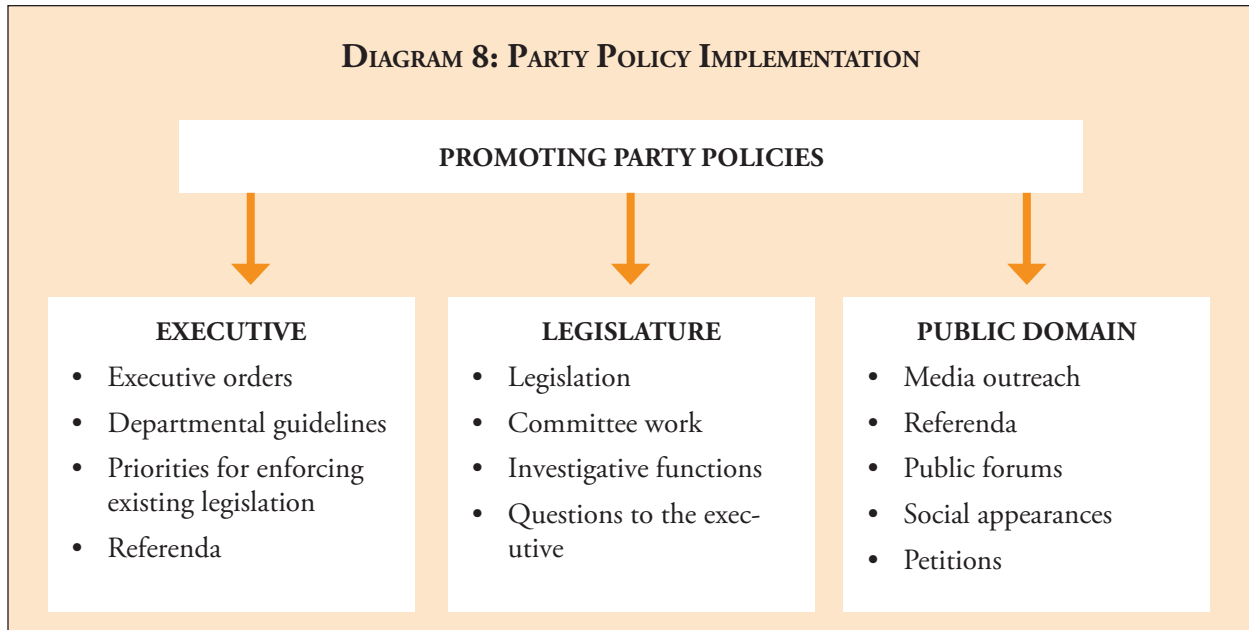 DIAGRAM 8: PARTY POLICY IMPLEMENTATION
PROMOTING PARTY POLICIES
EXECUTIVE
• Executive orders
• Departmental guidelines
• Priorities for enforcing
existing legislation
• Referenda
LEGISLATURE
• Legislation
• Committee work
• Investigative functions
• Questions to the exec-
utive
PUBLIC DOMAIN
• Media outreach
• Referenda
• Public forums
• Social appearances
• Petitions